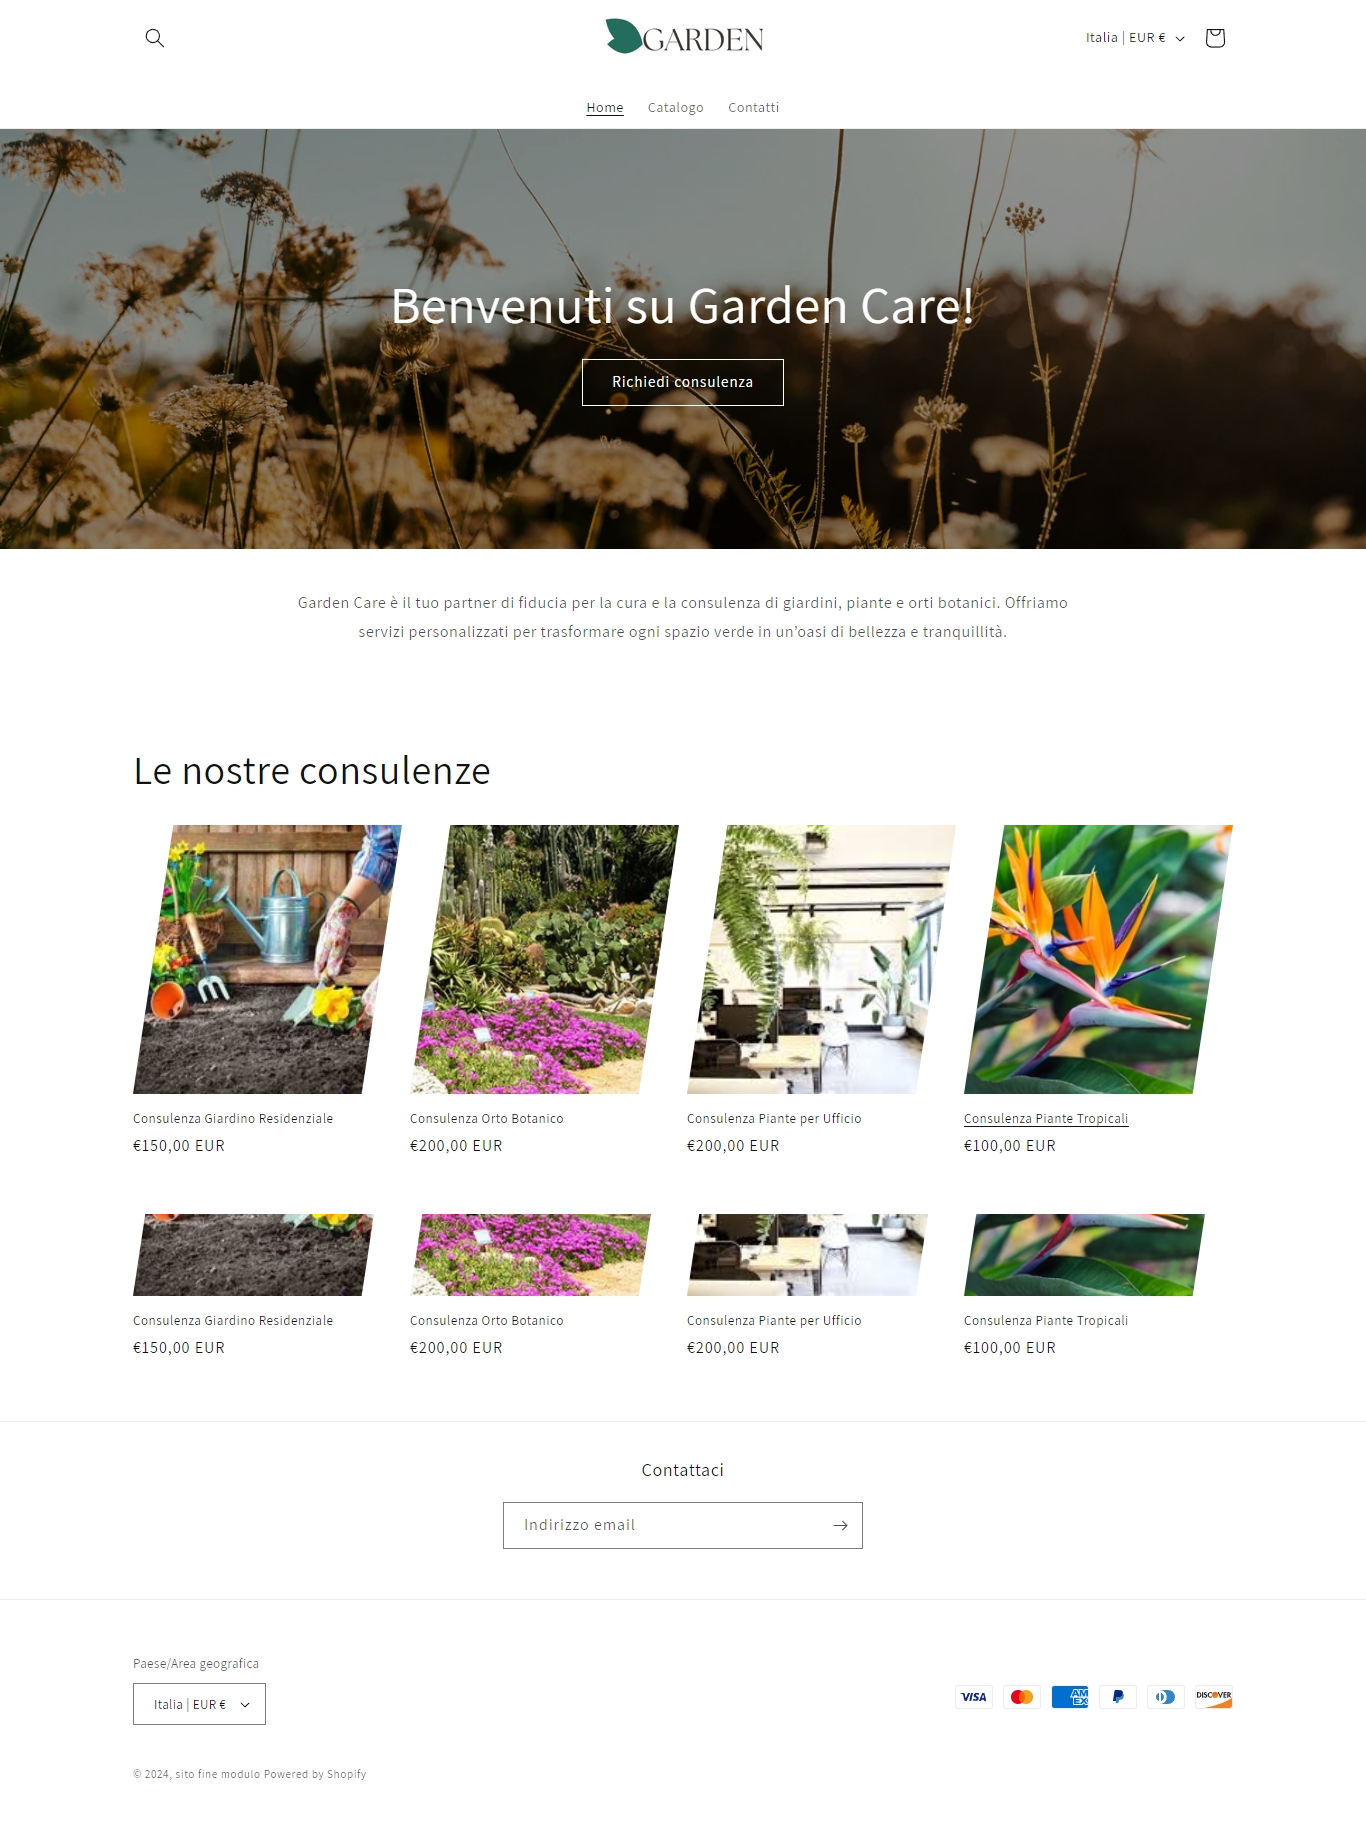 GARDEN
Italia | EUR €
Home Catalogo Contatti
Benvenuti su Garden Care!
Richiedi consulenza
Garden Care è il tuo partner di fiducia per la cura e la consulenza di giardini, piante e orti botanici. Offriamo
servizi personalizzati per trasformare ogni spazio verde in un’oasi di bellezza e tranquillità.
Le nostre consulenze
Consulenza Giardino Residenziale
€150,00 EUR
Consulenza Orto Botanico
€200,00 EUR
Consulenza Piante per Ufficio
€200,00 EUR
Consulenza Piante Tropicali
€100,00 EUR
Consulenza Giardino Residenziale
€150,00 EUR
Consulenza Orto Botanico
€200,00 EUR
Consulenza Piante per Ufficio
€200,00 EUR
Consulenza Piante Tropicali
€100,00 EUR
Contattaci
Indirizzo email
Paese/Area geografica
Italia | EUR €
VISA
AM
EX
DISCOVER
© 2024, sito fine modulo Powered by Shopify